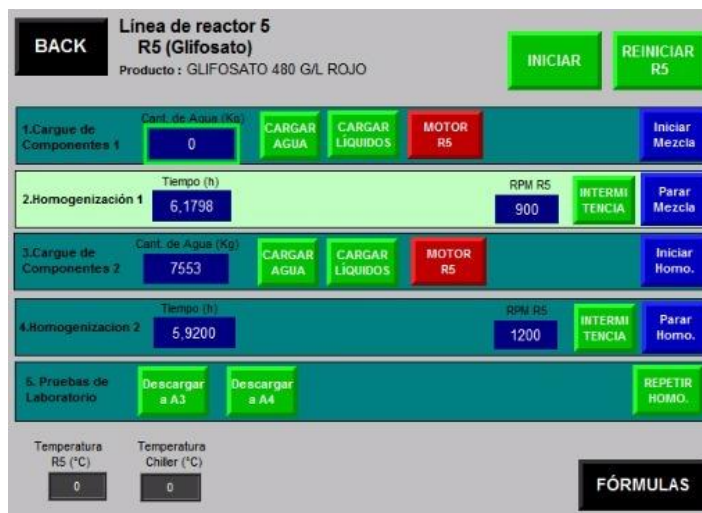 BACK
Línea de reactor 5
R5 (Glifosato)
Producto : GLIFOSATO 480 G/L ROJO
INICIAR
REINICIAR
R5
1.Cargue de
Componentes 1
Cant. de Agua (Kg)
0
CARGAR
AGUA
CARGAR
LÍQUIDOS
MOTOR
R5
Iniciar
Mezcla
2.Homogenización 1
Tiempo (h)
6,1798
RPM R5
900
INTERMI
TENCIA
Parar
Mezcla
3.Cargue de
Componentes 2
Cant. de Agua (Kg)
7553
CARGAR
AGUA
CARGAR
LÍQUIDOS
MOTOR
R5
Iniciar
Homo.
4.Homogenizacion 2
Tiempo (h)
5,9200
RPM R5
1200
INTERMI
TENCIA
Parar
Homo.
5. Pruebas de
Laboratorio
Descargar
a A3
Descargar
a A4
REPETIR
HOMO.
Temperatura
R5 (°C)
0
Temperatura
Chiller (°C)
0
FÓRMULAS